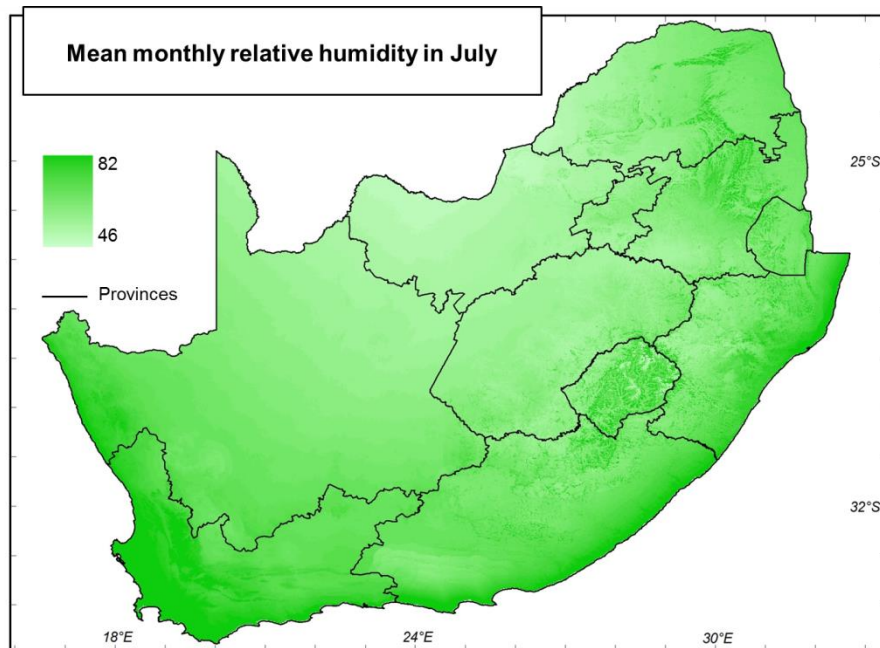 Mean monthly relative humidity in July
82
46
Provinces
25°S
32°S
18°E
24°E
30°E